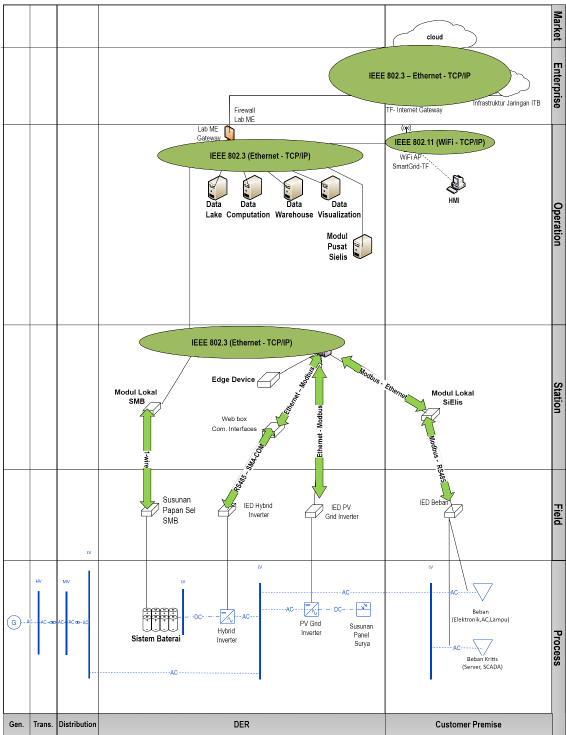 Market
cloud
Enterprise
IEEE 802.3 – Ethernet - TCP/IP
Infrastruktur Jaringan ITB
TF- Internet Gateway
Firewall
Lab ME
Lab ME
Gateway
Operation
IEEE 802.3 (Ethernet - TCP/IP)
IEEE 802.11 (WiFi - TCP/IP)
WiFi AP
SmartGrid-TF
HMI
Data
Lake
Data
Computation
Data
Warehouse
Data
Visualization
Modul
Pusat
Sielis
Station
IEEE 802.3 (Ethernet - TCP/IP)
Edge Device
Modul Lokal
SMB
Web box
Com. Interfaces
Ethernet – Modbus
Ethernet - Modbus
Modbus - Ethernet
Modul Lokal
SiElis
1-wire
RS485 – SMA-COM
Modbus - RS485
Field
Susunan
Papan Sel
SMB
IED Hybrid
Inverter
IED PV
Grid Inverter
IED Beban
Process
LV
HV
MV
LV
LV
LV
G
AC
AC
AC
DC
AC
DC
AC
AC
AC
AC
Sistem Baterai
Hybrid
Inverter
PV Grid
Inverter
Susunan
Panel
Surya
Beban
(Elektronik,AC,Lampu)
Beban Kritis
(Server, SCADA)
Gen.
Trans.
Distribution
DER
Customer Premise